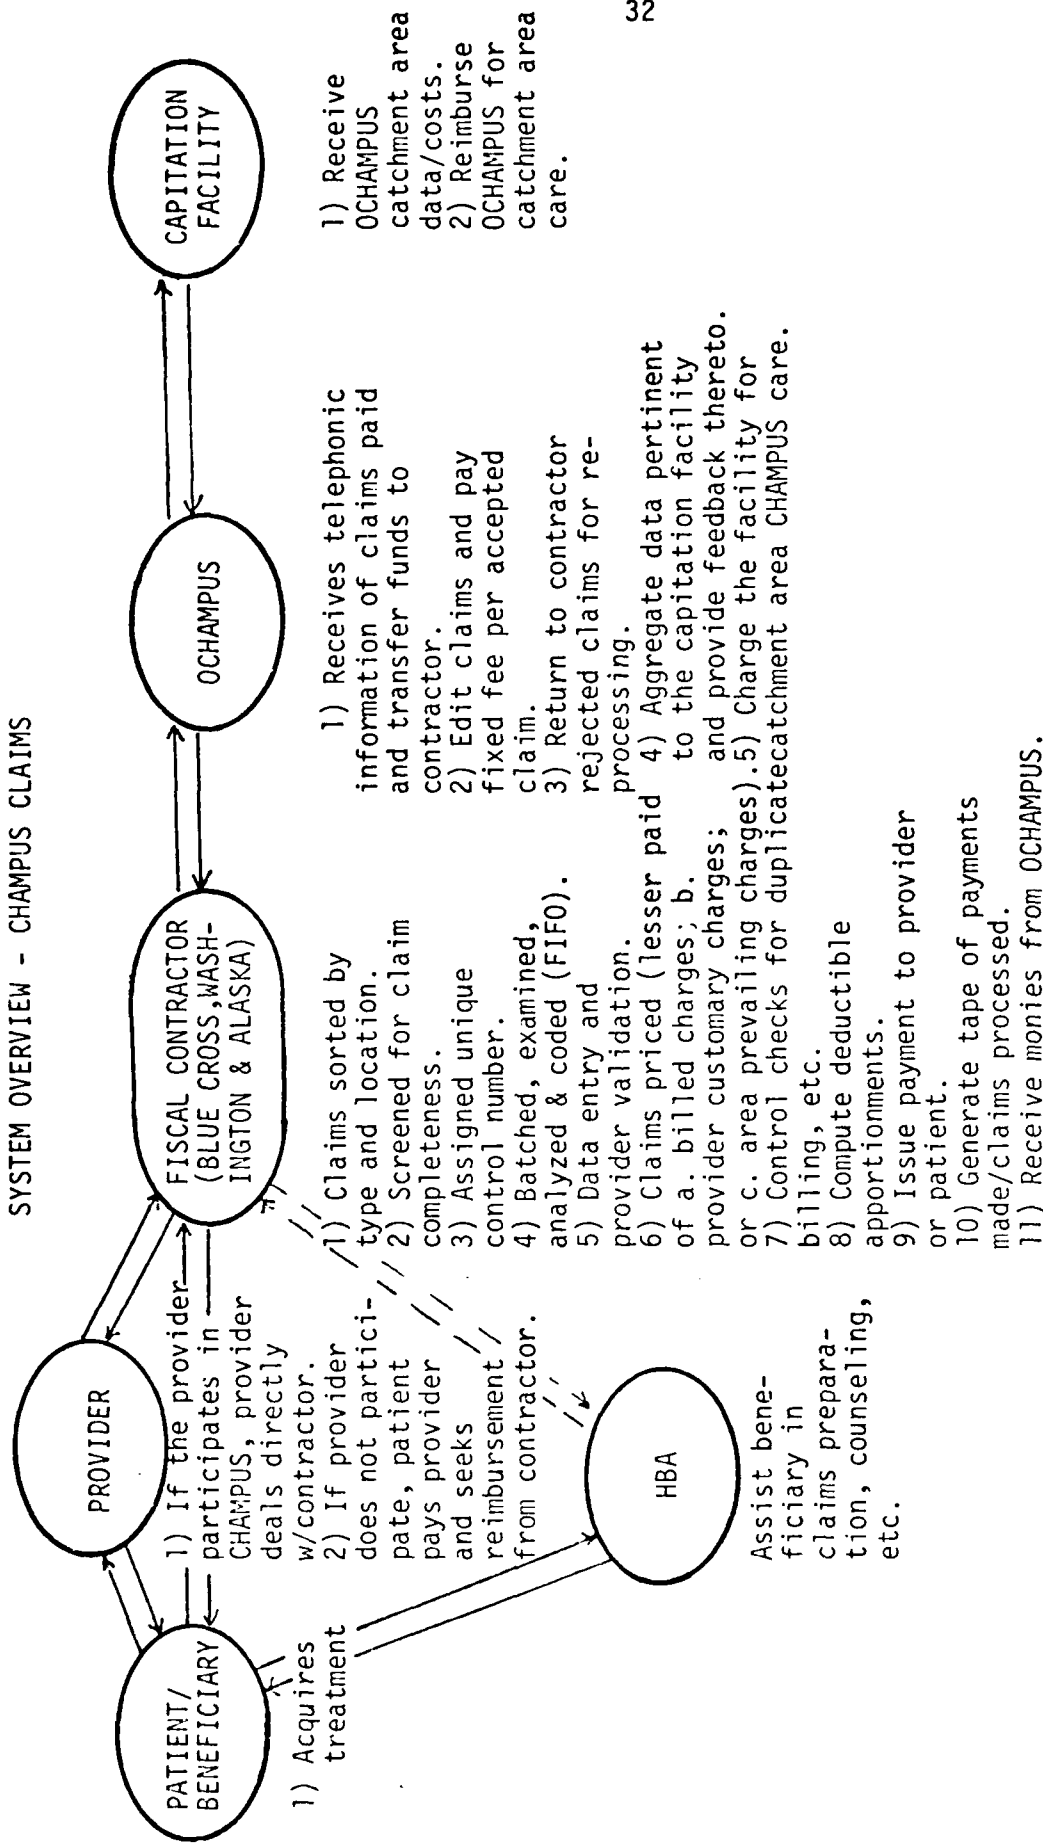 SYSTEM OVERVIEW - CHAMPUS CLAIMS
PATIENT/
BENEFICIARY
1) Acquires
treatment
PROVIDER
1) If the provider
participates in
CHAMPUS, provider
deals directly
w/contractor.
2) If provider
does not partici-
pate, patient
pays provider
and seeks
reimbursement
from contractor.
HBA
Assist bene-
ficiary in
claims prepara-
tion, counseling,
etc.
FISCAL CONTRACTOR
(BLUE CROSS,WASH-
INGTON & ALASKA)
1) Claims sorted by
type and location.
2) Screened for claim
completeness.
3) Assigned unique
control number.
4) Batched, examined,
analyzed & coded (FIFO).
5) Data entry and
provider validation.
6) Claims priced (lesser paid
of a. billed charges; b.
provider customary charges;
or c. area prevailing charges).
7) Control checks for duplicate
billing, etc.
8) Compute deductible
apportionments.
9) Issue payment to provider
or patient.
10) Generate tape of payments
made/claims processed.
11) Receive monies from OCHAMPUS.
OCHAMPUS
1) Receives telephonic
information of claims paid
and transfer funds to
contractor.
2) Edit claims and pay
fixed fee per accepted
claim.
3) Return to contractor
rejected claims for re-
processing.
4) Aggregate data pertinent
to the capitation facility
and provide feedback thereto.
5) Charge the facility for
catchment area CHAMPUS care.
CAPITATION
FACILITY
1) Receive
OCHAMPUS
catchment area
data/costs.
2) Reimburse
OCHAMPUS for
catchment area
care.
32